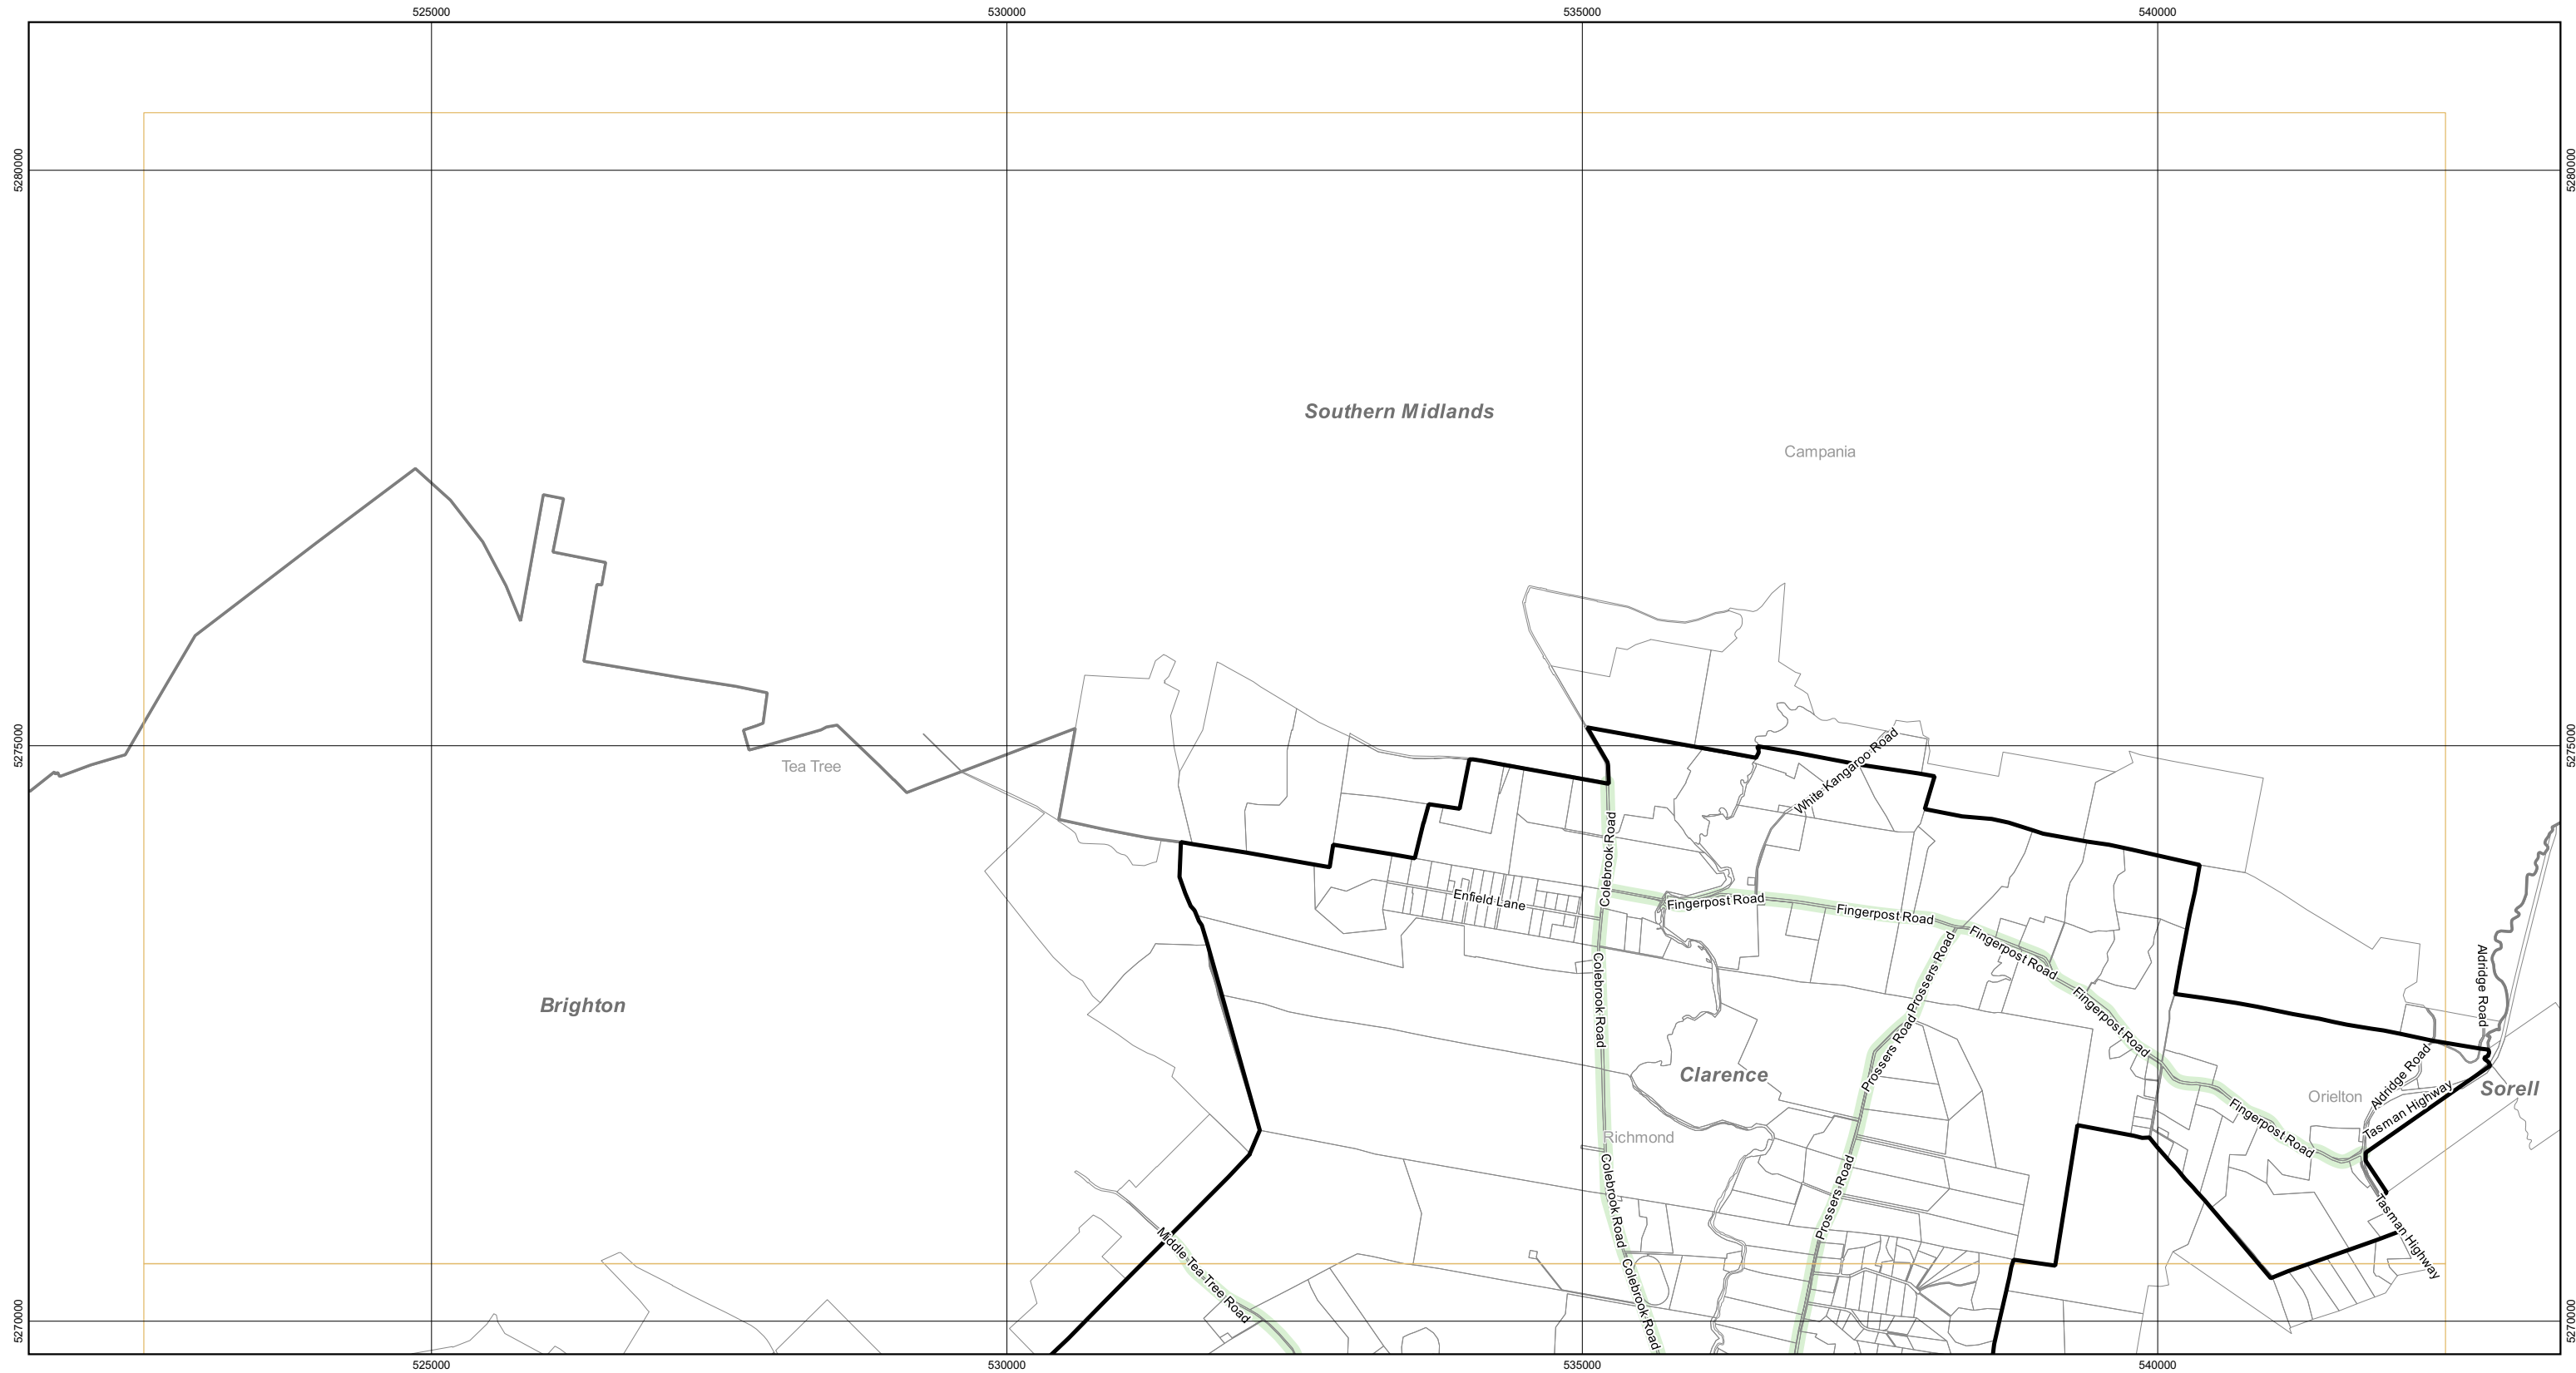 525000
530000
535000
540000
5280000
5280000
Southern Midlands
Campania
5275000
5275000
Tea Tree
White Kangaroo Road
Colebrook Road
Enfield Lane
Fingerpost Road
Fingerpost Road
Fingerpost Road
Prossers Road
Aldridge Road
Colebrook Road
Brighton
Fingerpost Road
Prossers Road
Clarence
Aldridge Road
Sorell
Orielton
Tasman Highway
Fingerpost Road
Richmond
Colebrook Road
Prossers Road
Tasman Highway
Middle Tea Tree Road
Colebrook Road
5270000
5270000
525000
530000
535000
540000